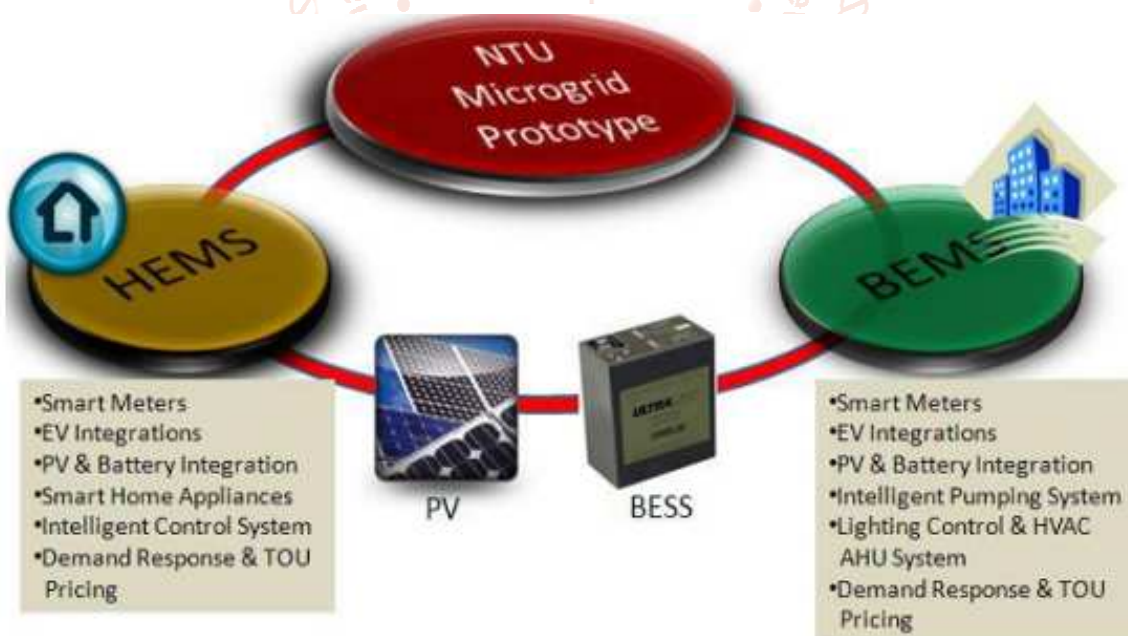 NTU
Microgrid
Prototype
HEMS
BEMS
•Smart Meters
•EV Integrations
•PV & Battery Integration
•Smart Home Appliances
•Intelligent Control System
•Demand Response & TOU
Pricing
PV
ULTRA
BESS
•Smart Meters
•EV Integrations
•PV & Battery Integration
•Intelligent Pumping System
•Lighting Control & HVAC
AHU System
•Demand Response & TOU
Pricing